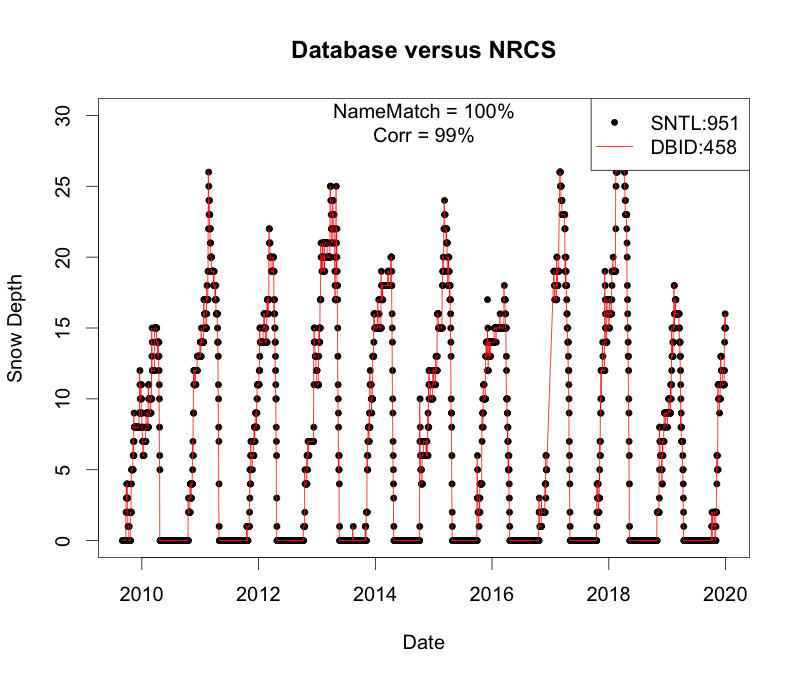 Database versus NRCS
NameMatch = 100%
Corr = 99%
SNTL:951
DBID:458
30
25
20
15
10
5
0
Snow Depth
2010 2012 2014 2016 2018 2020
Date